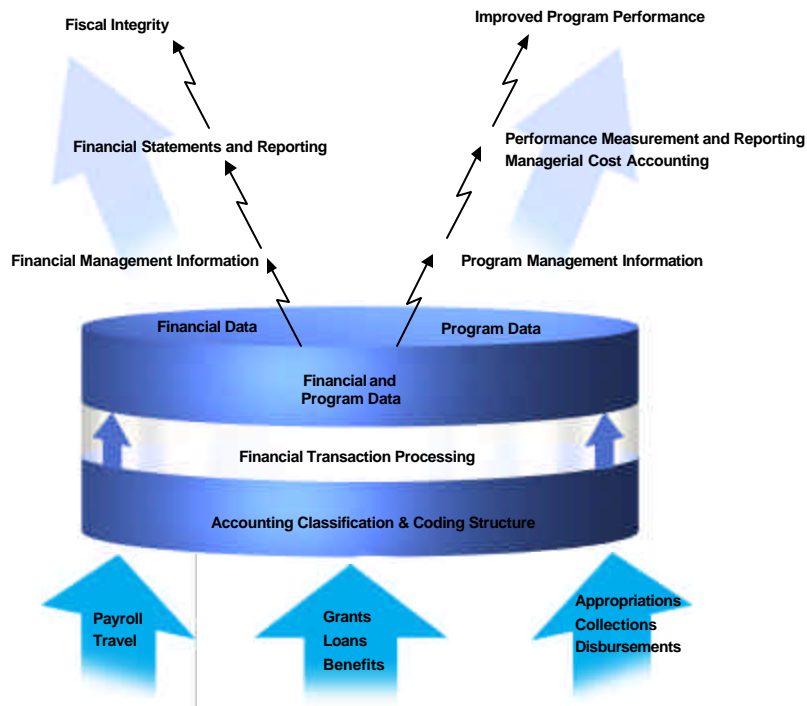 Fiscal Integrity
Improved Program Performance
Financial Statements and Reporting
Performance Measurement and Reporting
Managerial Cost Accounting
Financial Management Information
Program Management Information
Financial Data
Program Data
Financial and
Program Data
Financial Transaction Processing
Accounting Classification & Coding Structure
Payroll
Travel
Grants
Loans
Benefits
Appropriations
Collections
Disbursements